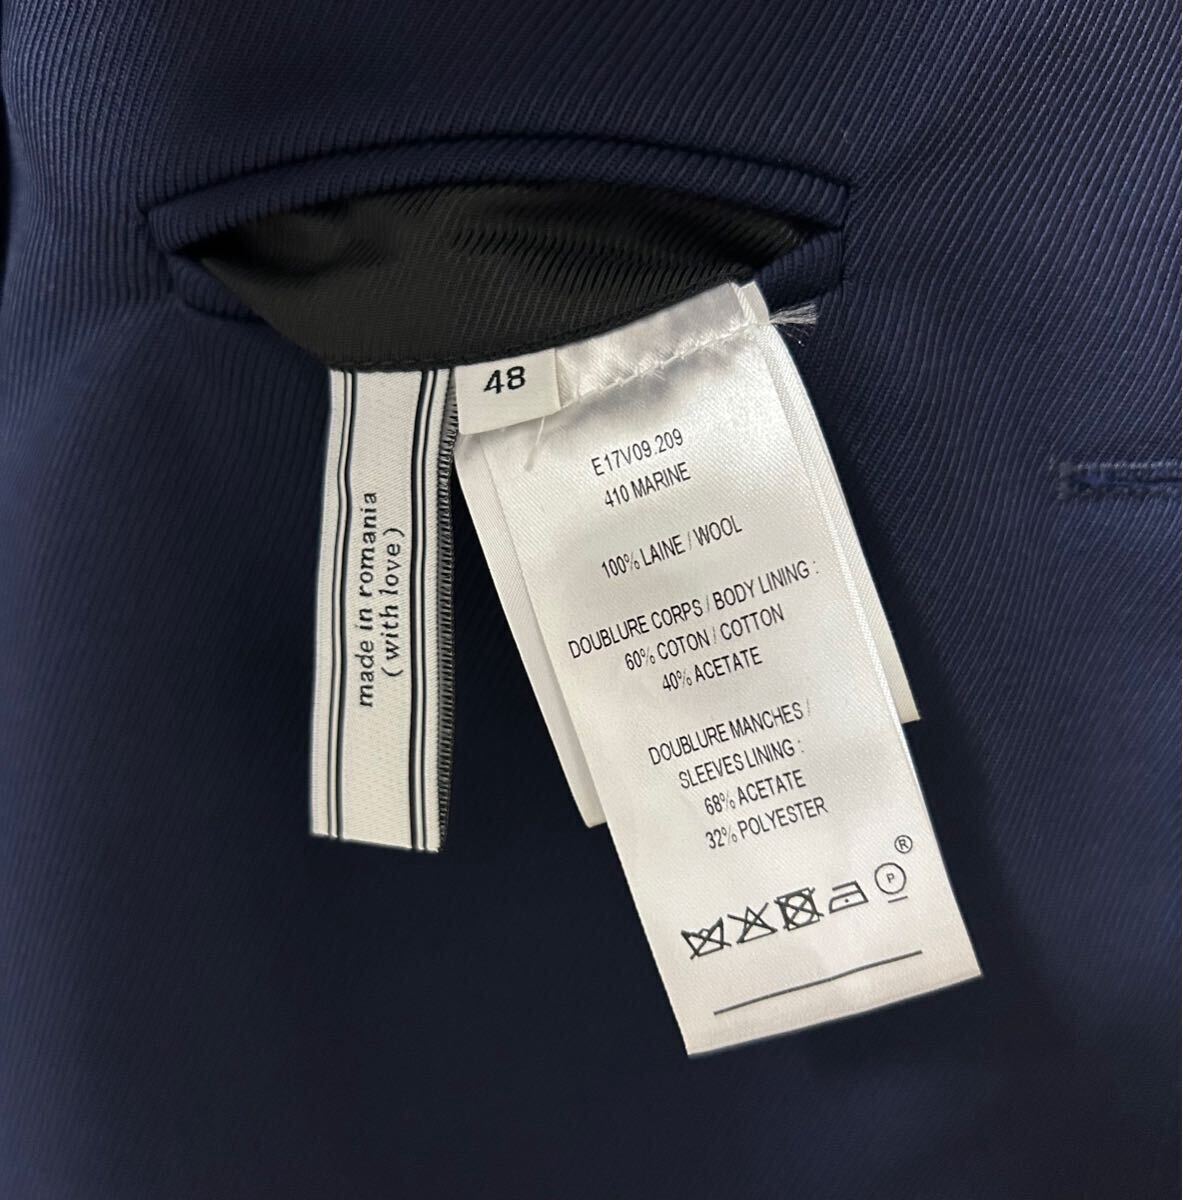 made in romania
(with love)
48
E17V09.209
410 MARINE
100% LAINE / WOOL
DOUBLURE CORPS / BODY LINING :
60% COTON / COTTON
40% ACETATE
DOUBLURE MANCHES /
SLEEVES LINING :
68% ACETATE
32% POLYESTER
P
®